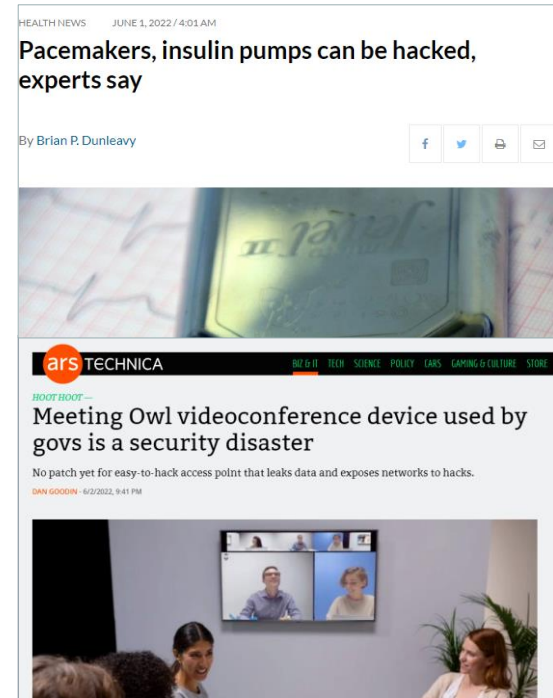 HEALTH NEWS JUNE 1, 2022 / 4:01 AM
Pacemakers, insulin pumps can be hacked,
experts say
By Brian P. Dunleavy
ars TECHNICA
BIZ & IT TECH SCIENCE POLICY CARS GAMING & CULTURE STORE
HOOT HOOT —
Meeting Owl videoconference device used by
govs is a security disaster
No patch yet for easy-to-hack access point that leaks data and exposes networks to hacks.
DAN GOODIN - 6/2/2022, 9:41 PM